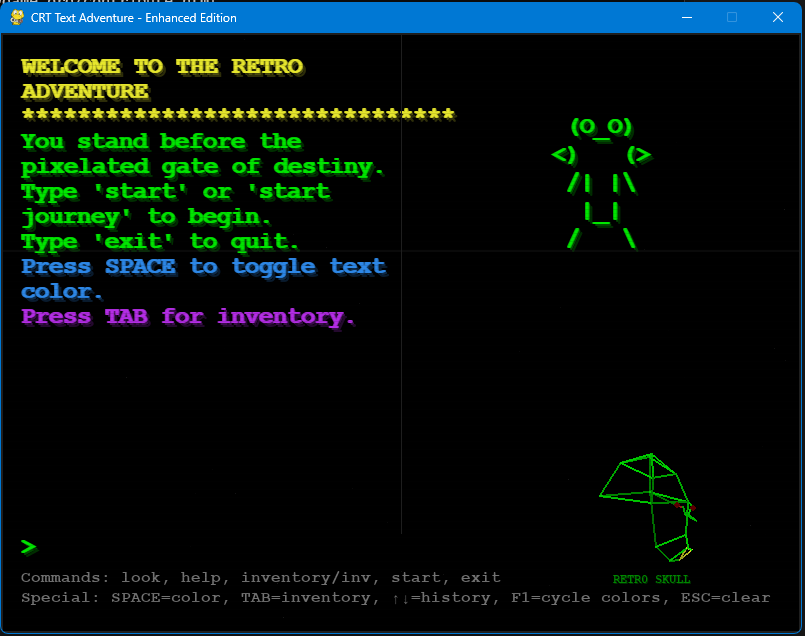 CRT Text Adventure - Enhanced Edition
WELCOME TO THE RETRO
ADVENTURE
*******************************
You stand before the
pixelated gate of destiny.
Type 'start' or 'start
journey' to begin.
Type 'exit' to quit.
Press SPACE to toggle text
color.
Press TAB for inventory.
(O_O)
<) (>
/| |\
|_|
/ \
>
Commands: look, help, inventory/inv, start, exit
RETRO SKULL
Special: SPACE=color, TAB=inventory, ↑↓=history, F1=cycle colors, ESC=clear